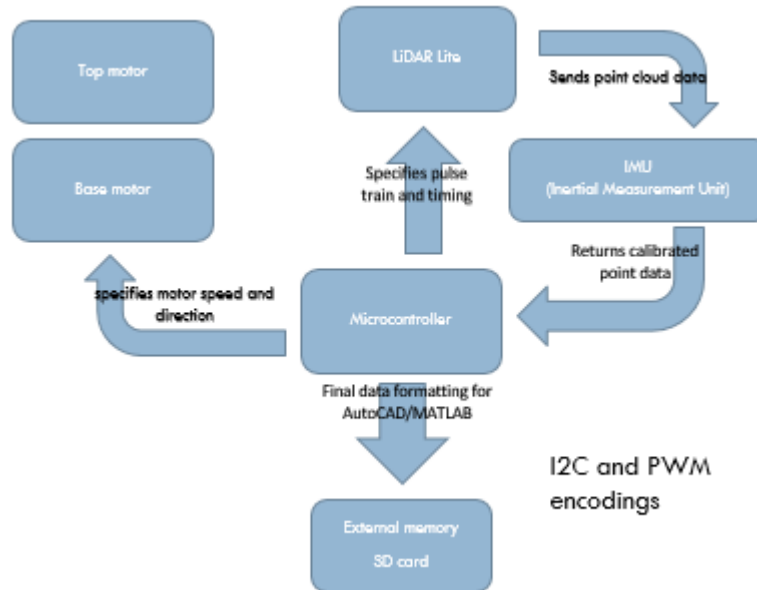 Top motor
LiDAR Lite
Sends point cloud data
Base motor
Specifies pulse
train and timing
IMU
(Inertial Measurement Unit)
Returns calibrated
point data
specifies motor speed and
direction
Microcontroller
Final data formatting for
AutoCAD/MATLAB
I2C and PWM
encodings
External memory
SD card